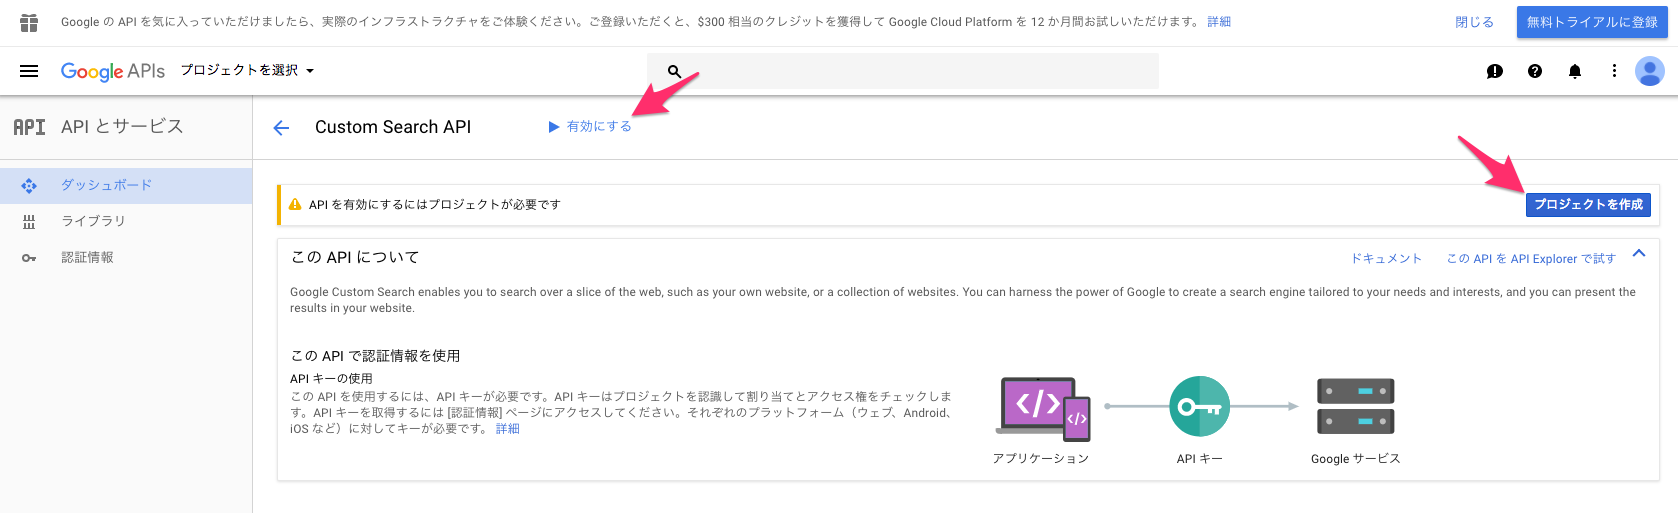 Google の API を気に入っていただけましたら、実際のインフラストラクチャをご体験ください。ご登録いただくと、$300 相当のクレジットを獲得して Google Cloud Platform を 12 か月間お試しいただけます。 詳細
閉じる
無料トライアルに登録
Google APIs
プロジェクトを選択
API
API とサービス
Custom Search API
有効にする
ダッシュボード
ライブラリ
認証情報
API を有効にするにはプロジェクトが必要です
プロジェクトを作成
この API について
ドキュメント
この API を API Explorer で試す
Google Custom Search enables you to search over a slice of the web, such as your own website, or a collection of websites. You can harness the power of Google to create a search engine tailored to your needs and interests, and you can present the
results in your website.
この API で認証情報を使用
API キーの使用
この API を使用するには、API キーが必要です。API キーはプロジェクトを認識して割り当てとアクセス権をチェックしま
す。API キーを取得するには [認証情報] ページにアクセスしてください。それぞれのプラットフォーム（ウェブ、Android、
iOS など）に対してキーが必要です。 詳細
</>
</>
アプリケーション
API キー
Google サービス